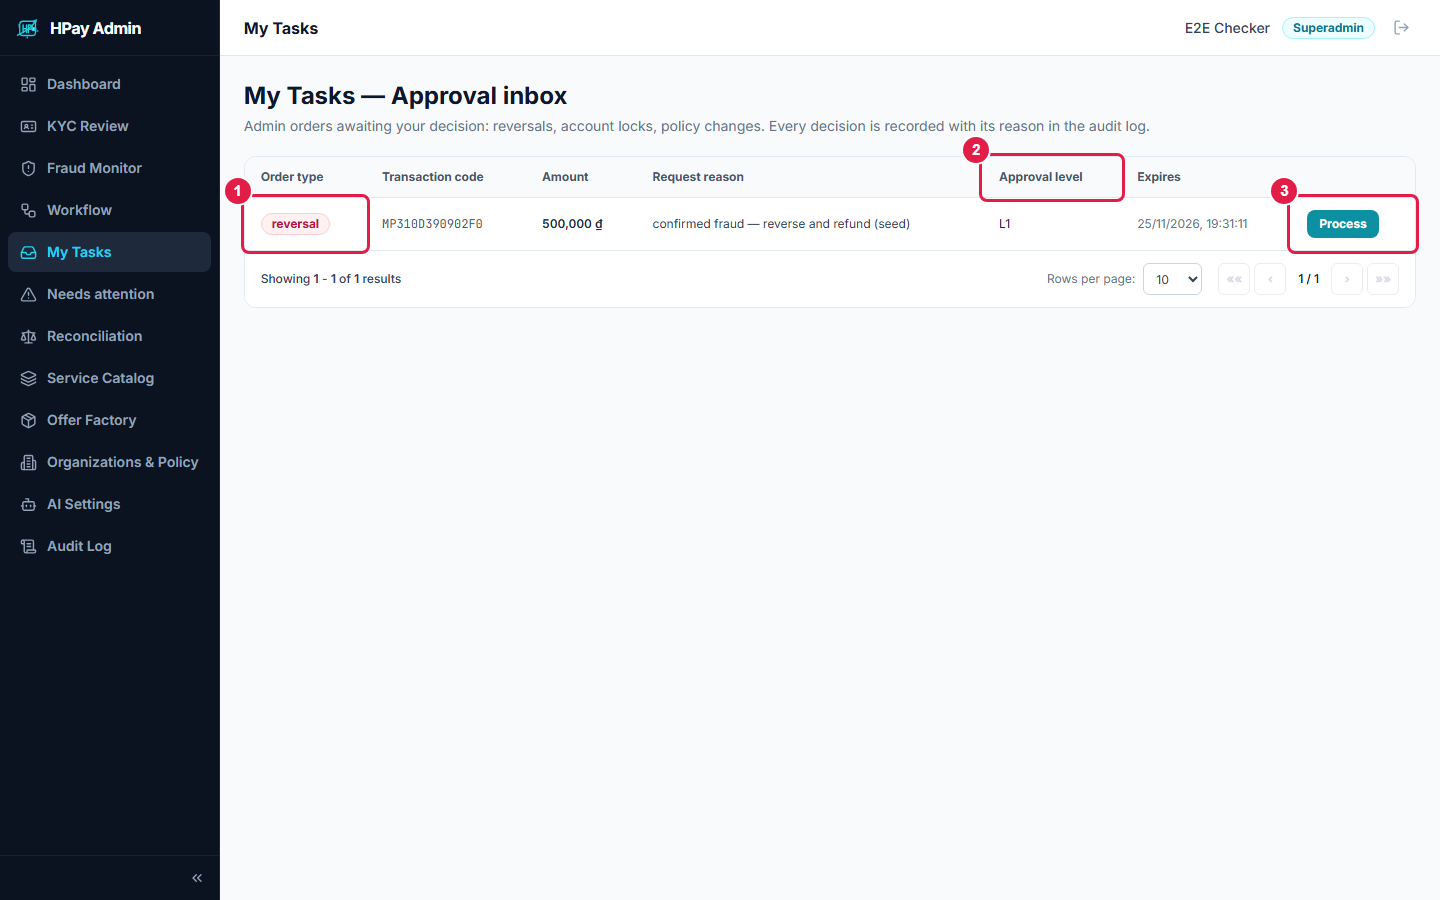 HPay Admin
My Tasks
E2E Checker
Superadmin
Dashboard
KYC Review
Fraud Monitor
Workflow
My Tasks
Needs attention
Reconciliation
Service Catalog
Offer Factory
Organizations & Policy
AI Settings
Audit Log
My Tasks — Approval inbox
Admin orders awaiting your decision: reversals, account locks, policy changes. Every decision is recorded with its reason in the audit log.
1
2
3
Order type Transaction code Amount Request reason Approval level Expires
reversal MP310D390902F0 500,000 ₫ confirmed fraud — reverse and refund (seed) L1 25/11/2026, 19:31:11 Process
Showing 1 - 1 of 1 results Rows per page: 10 «« ‹ 1 / 1 › »»
«